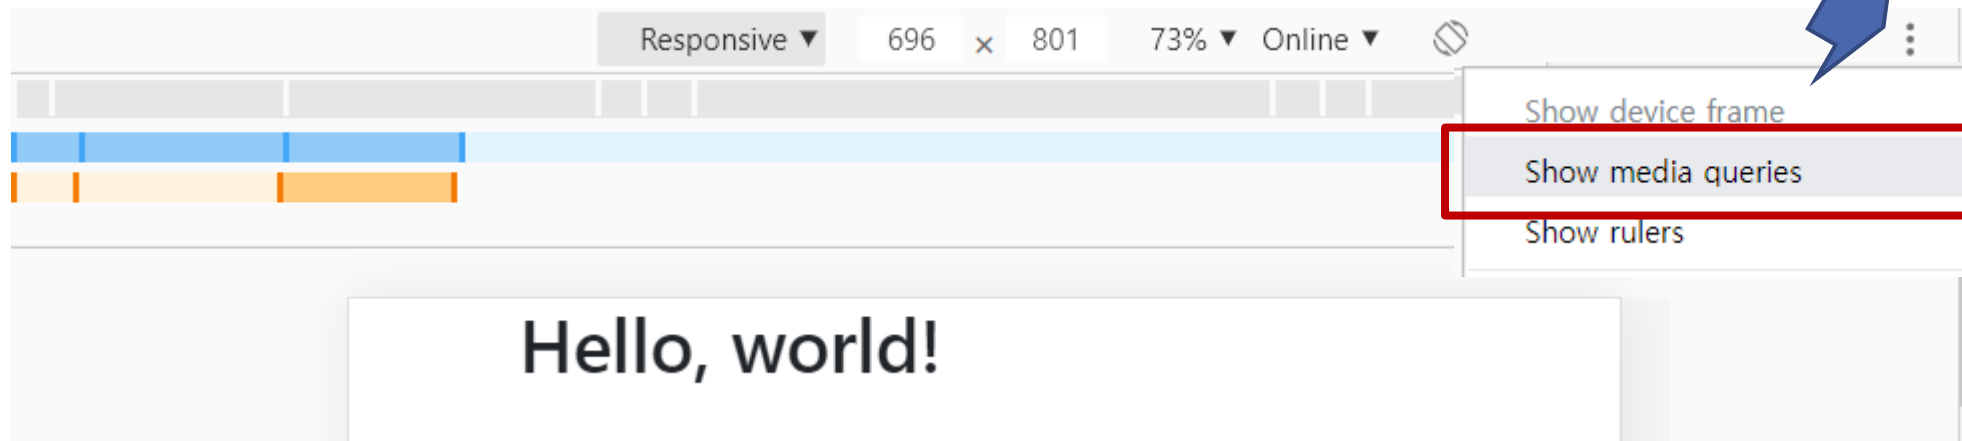 Responsive ▼ 696 × 801 73% ▼ Online ▼
Show device frame
Show media queries
Show rulers
Hello, world!